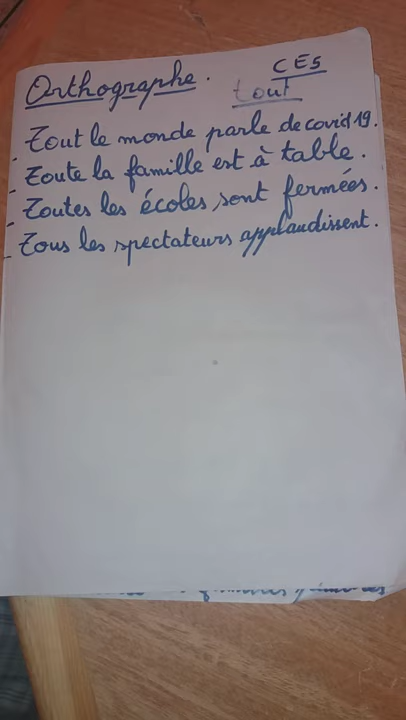 Orthographe.
CE5
tout
- Tout le monde parle de covid 19.
- Toute la famille est à table.
- Toutes les écoles sont fermées.
- Tous les spectateurs applaudissent.